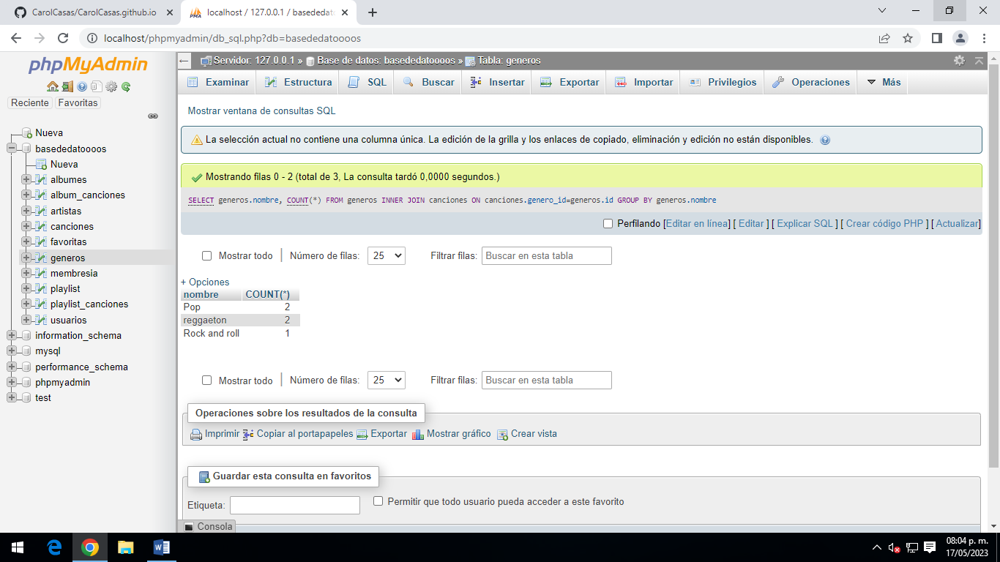 CarolCasas/CarolCasas.github.io
localhost / 127.0.0.1 / basededato
localhost/phpmyadmin/db_sql.php?db=basededatoooos
phpMyAdmin
Reciente Favoritas
Nueva
basededatoooos
Nueva
albumes
album_canciones
artistas
canciones
favoritas
generos
membresia
playlist
playlist_canciones
usuarios
information_schema
mysql
performance_schema
phpmyadmin
test
Servidor: 127.0.0.1 » Base de datos: basededatoooos » Tabla: generos
Examinar Estructura SQL Buscar Insertar Exportar Importar Privilegios Operaciones Más
Mostrar ventana de consultas SQL
La selección actual no contiene una columna única. La edición de la grilla y los enlaces de copiado, eliminación y edición no están disponibles.
Mostrando filas 0 - 2 (total de 3, La consulta tardó 0,0000 segundos.)
SELECT generos.nombre, COUNT(*) FROM generos INNER JOIN canciones ON canciones.genero_id=generos.id GROUP BY generos.nombre
Perfilando [Editar en línea] [ Editar ] [ Explicar SQL ] [ Crear código PHP ] [ Actualizar]
Mostrar todo | Número de filas: 25 Filtrar filas: Buscar en esta tabla
+ Opciones
nombre COUNT(*)
Pop 2
reggaeton 2
Rock and roll 1
Mostrar todo | Número de filas: 25 Filtrar filas: Buscar en esta tabla
Operaciones sobre los resultados de la consulta
Imprimir Copiar al portapapeles Exportar Mostrar gráfico Crear vista
Guardar esta consulta en favoritos
Etiqueta: Permitir que todo usuario pueda acceder a este favorito
Consola
08:04 p. m.
17/05/2023